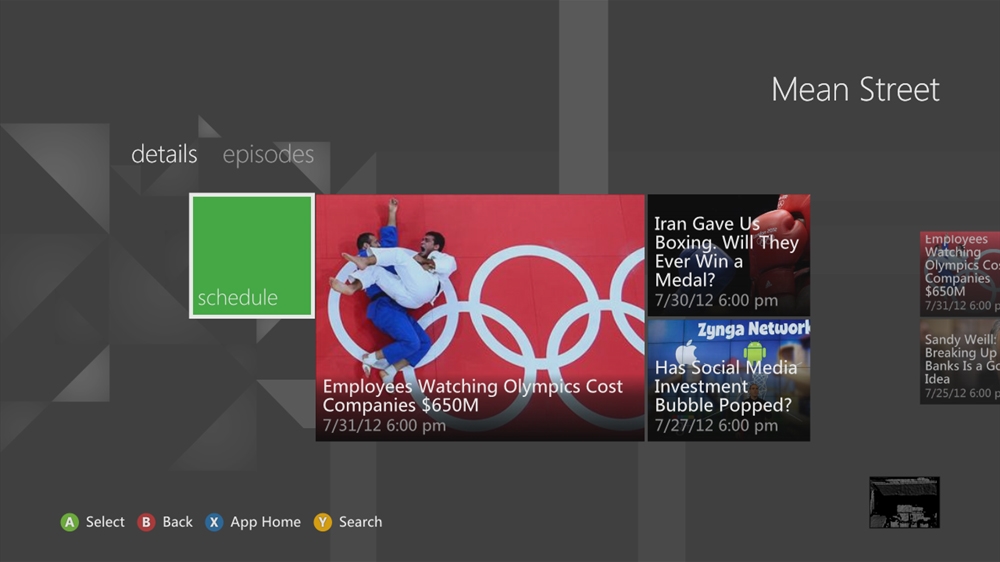 Mean Street
details episodes
schedule
Employees Watching Olympics Cost
Companies $650M
7/31/12 6:00 pm
Iran Gave Us
Boxing. Will They
Ever Win a
Medal?
7/30/12 6:00 pm
Zynga Network
Has Social Media
Investment
Bubble Popped?
7/27/12 6:00 pm
Employees
Watching
Olympics Cos
Companies
$650M
7/31/12 6:00 p
Sandy Weill:
Breaking Up
Banks Is a Go
Idea
7/25/12 6:00 p
A Select B Back X App Home Y Search